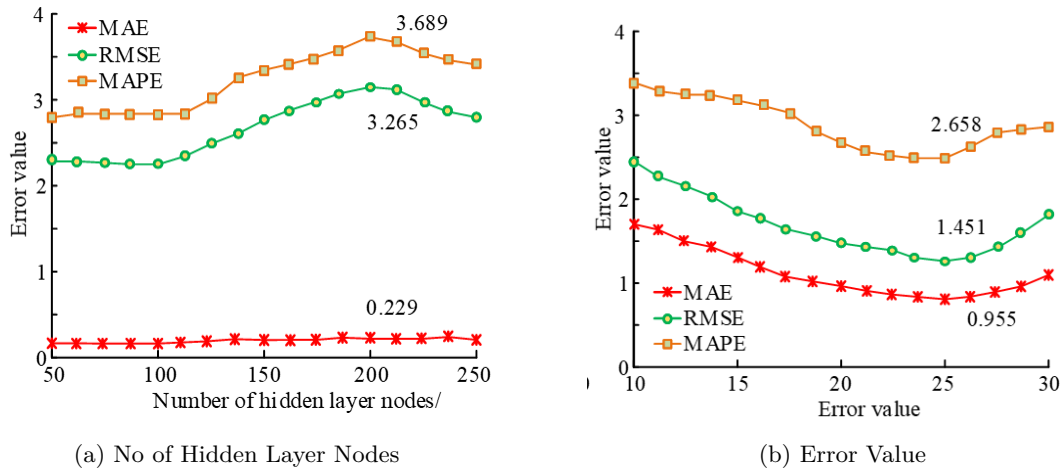 MAE
RMSE
MAPE
4
3
2
1
0
Error value
3.689
3.265
0.229
50
100
150
200
250
Number of hidden layer nodes/
(a) No of Hidden Layer Nodes
4
3
2
1
0
Error value
2.658
1.451
0.955
MAE
RMSE
MAPE
10
15
20
25
30
Error value
(b) Error Value